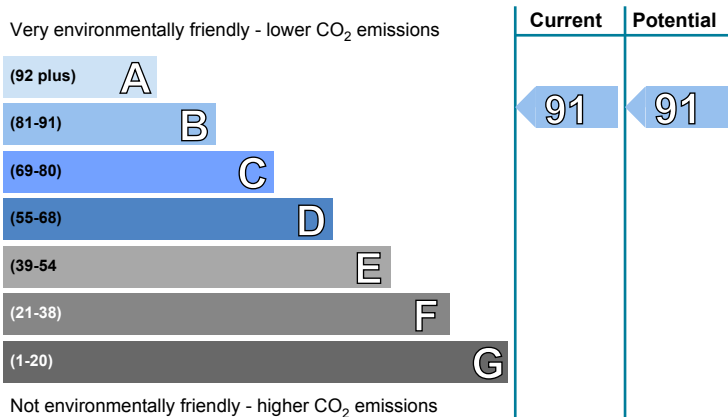 Very environmentally friendly - lower CO2 emissions
Current
Potential
(92 plus) A
(81-91) B
91
91
(69-80) C
(55-68) D
(39-54 E
(21-38) F
(1-20) G
Not environmentally friendly - higher CO2 emissions